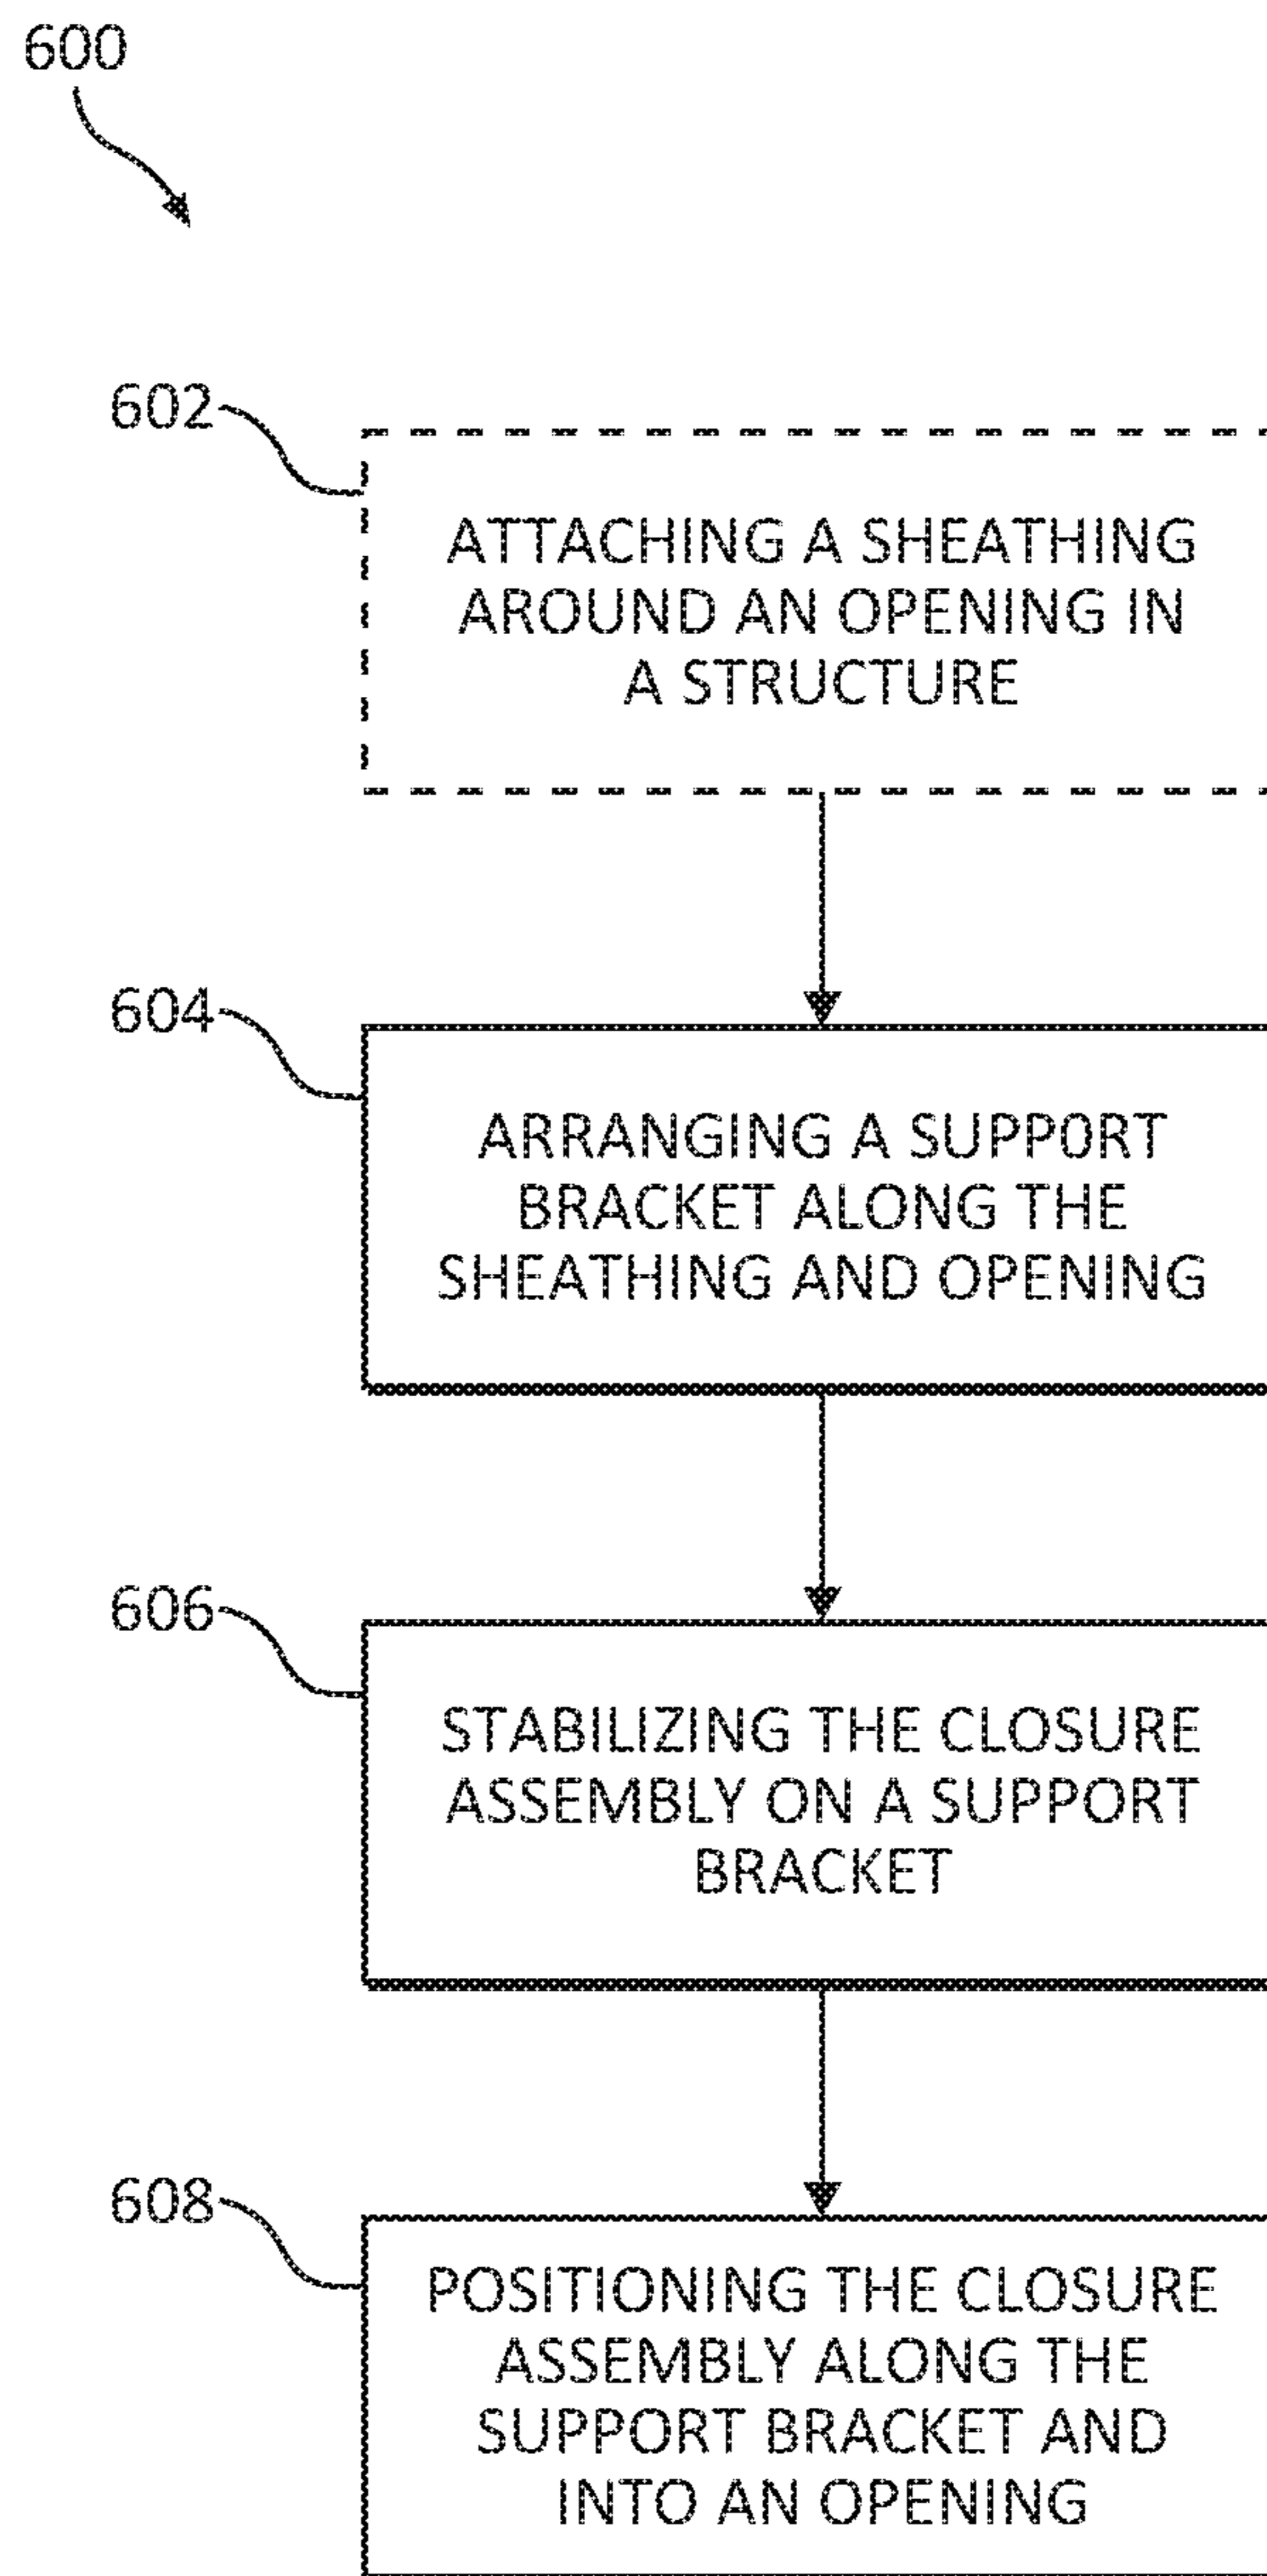 600
602
ATTACHING A SHEATHING
AROUND AN OPENING IN
A STRUCTURE
604
ARRANGING A SUPPORT
BRACKET ALONG THE
SHEATHING AND OPENING
606
STABILIZING THE CLOSURE
ASSEMBLY ON A SUPPORT
BRACKET
608
POSITIONING THE CLOSURE
ASSEMBLY ALONG THE
SUPPORT BRACKET AND
INTO AN OPENING